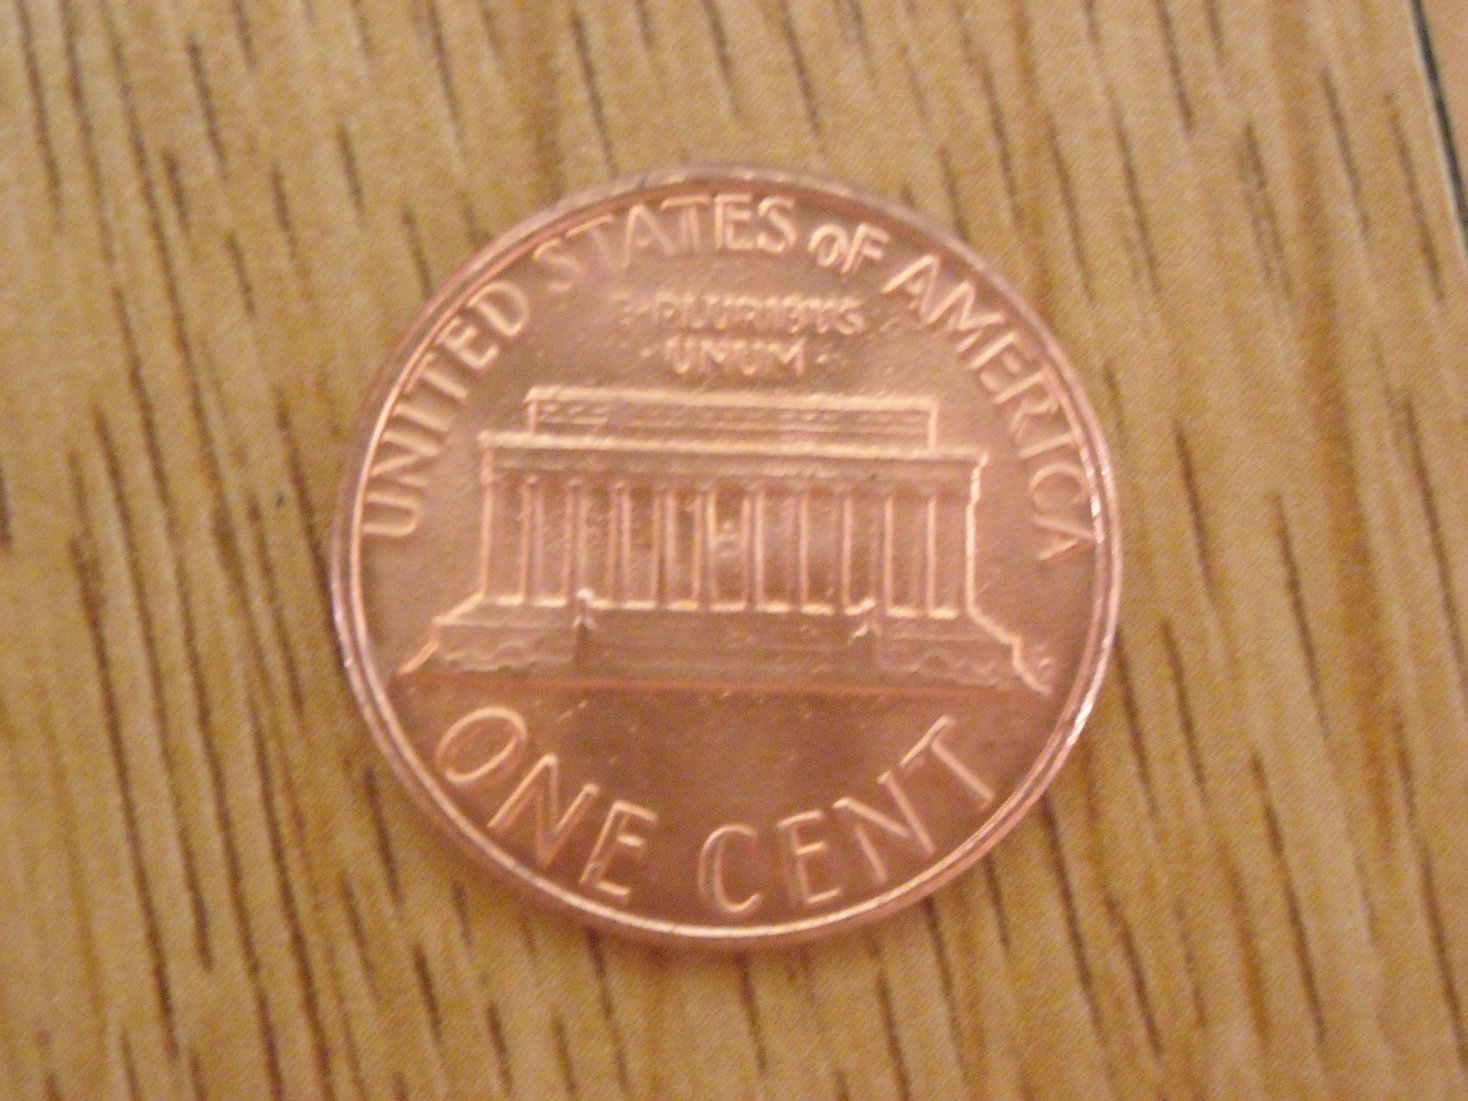 UNITED STATES OF AMERICA
E PLURIBUS
UNUM
ONE CENT